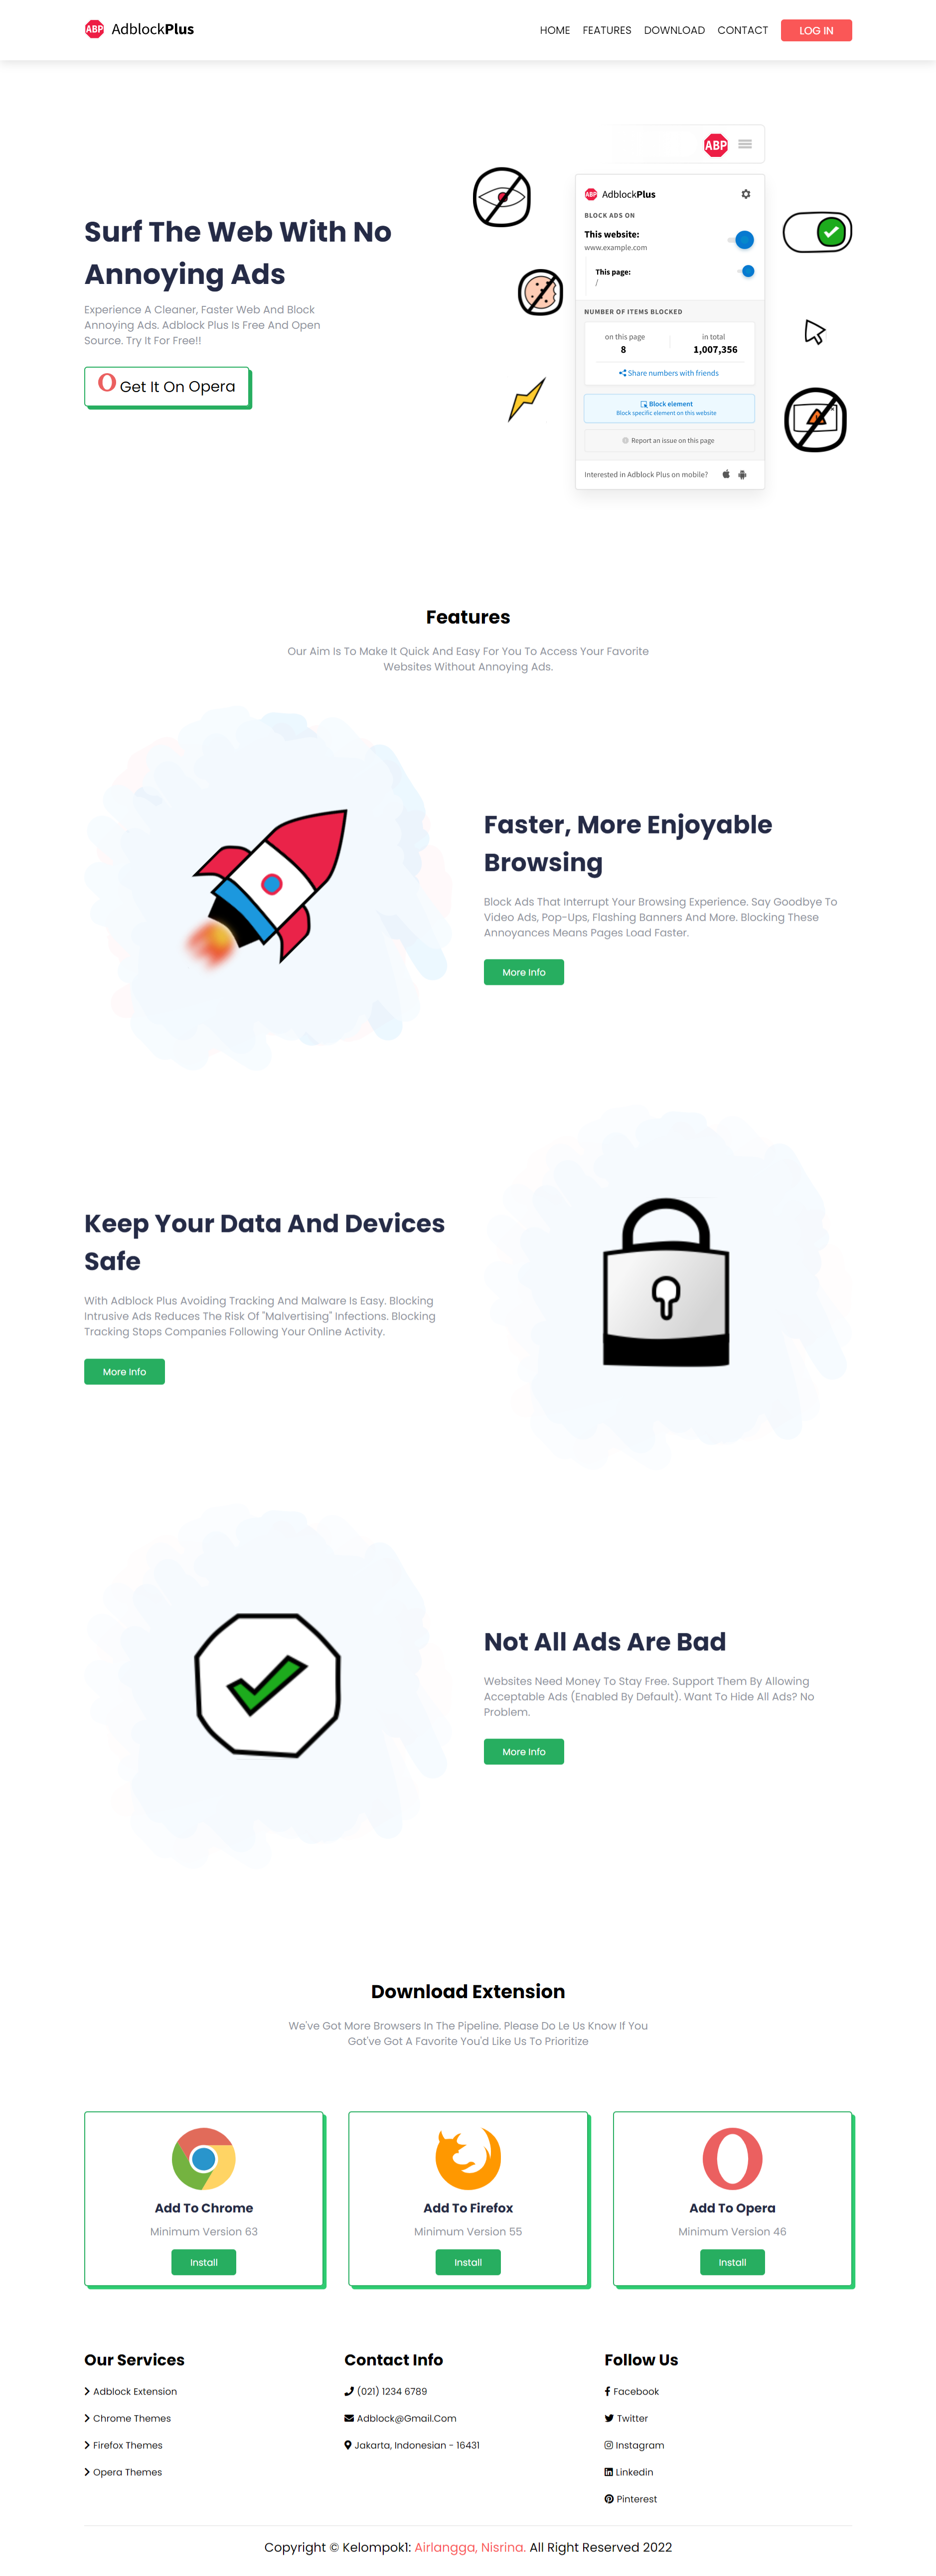 ABP AdblockPlus
HOME FEATURES DOWNLOAD CONTACT LOG IN
Surf The Web With No
Annoying Ads
Experience A Cleaner, Faster Web And Block
Annoying Ads. Adblock Plus Is Free And Open
Source. Try It For Free!!
Get It On Opera
ABP
ABP AdblockPlus
BLOCK ADS ON
This website:
www.example.com
This page:
/
NUMBER OF ITEMS BLOCKED
on this page in total
8 1,007,356
Share numbers with friends
Block element
Block specific element on this website
Report an issue on this page
Interested in Adblock Plus on mobile?
Features
Our Aim Is To Make It Quick And Easy For You To Access Your Favorite
Websites Without Annoying Ads.
Faster, More Enjoyable
Browsing
Block Ads That Interrupt Your Browsing Experience. Say Goodbye To
Video Ads, Pop-Ups, Flashing Banners And More. Blocking These
Annoyances Means Pages Load Faster.
More Info
Keep Your Data And Devices
Safe
With Adblock Plus Avoiding Tracking And Malware Is Easy. Blocking
Intrusive Ads Reduces The Risk Of "Malvertising" Infections. Blocking
Tracking Stops Companies Following Your Online Activity.
More Info
Not All Ads Are Bad
Websites Need Money To Stay Free. Support Them By Allowing
Acceptable Ads (Enabled By Default). Want To Hide All Ads? No
Problem.
More Info
Download Extension
We've Got More Browsers In The Pipeline. Please Do Le Us Know If You
Got've Got A Favorite You'd Like Us To Prioritize
Add To Chrome
Minimum Version 63
Install
Add To Firefox
Minimum Version 55
Install
Add To Opera
Minimum Version 46
Install
Our Services
Adblock Extension
Chrome Themes
Firefox Themes
Opera Themes
Contact Info
(021) 1234 6789
Adblock@Gmail.Com
Jakarta, Indonesian - 16431
Follow Us
Facebook
Twitter
Instagram
Linkedin
Pinterest
Copyright © Kelompok1: Airlangga, Nisrina. All Right Reserved 2022